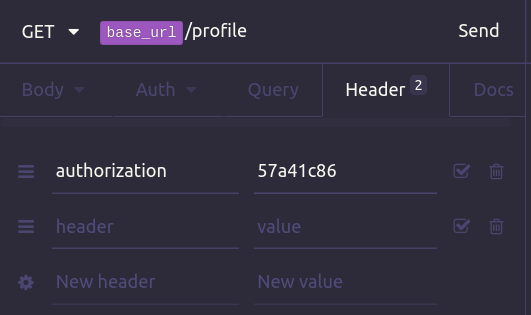 GET base_url/profile Send
Body Auth Query Header 2 Docs
authorization 57a41c86
header value
New header New value